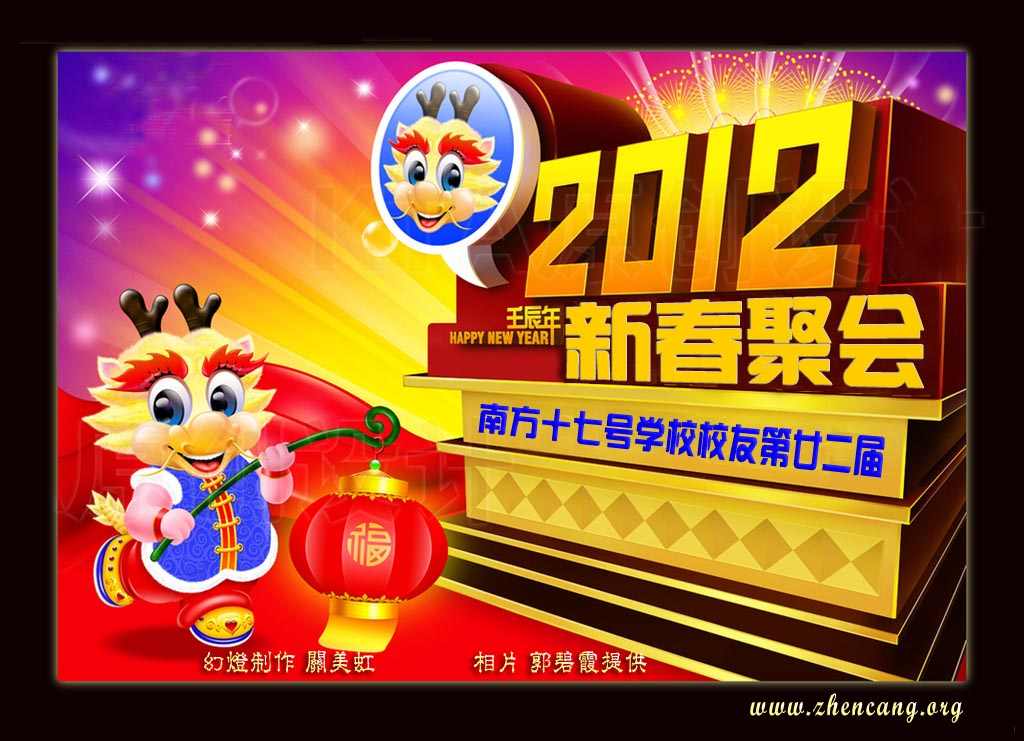 2012
壬辰年
HAPPY NEW YEAR
新春聚会
南方十七号学校校友第廿二届
福
幻燈制作 關美虹
相片 郭碧霞提供
www.zhencang.org